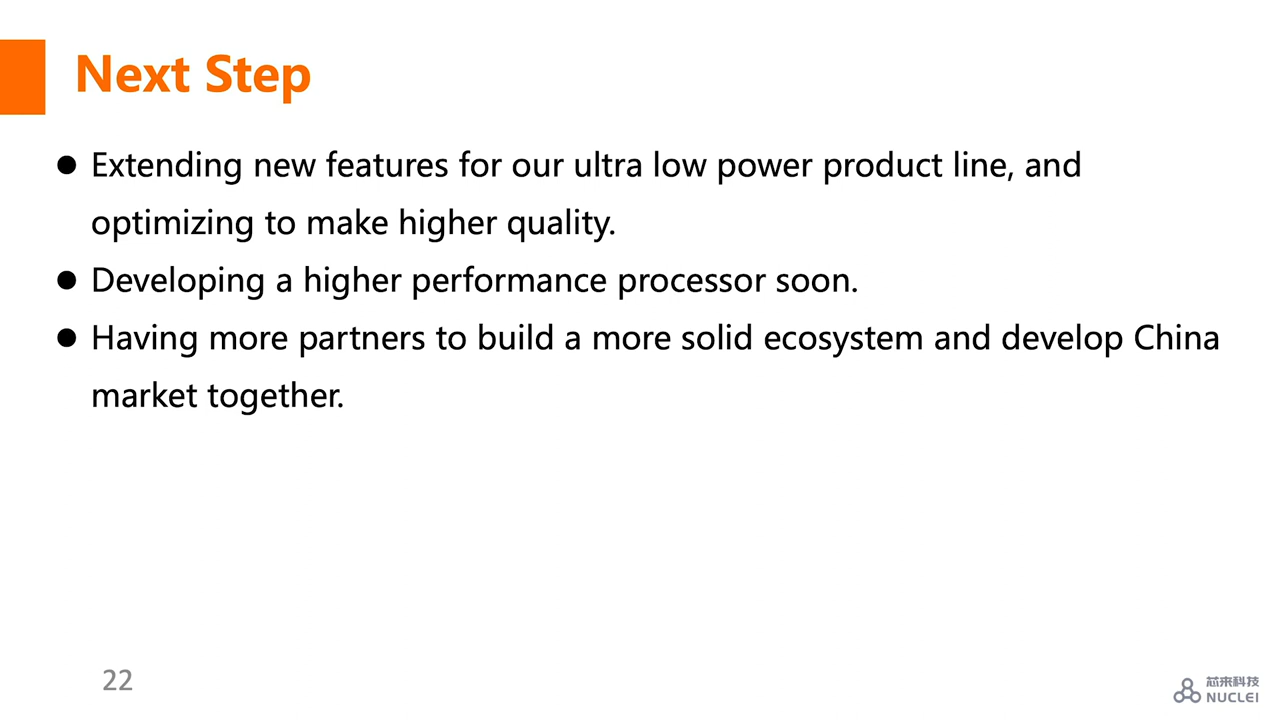 Next Step
● Extending new features for our ultra low power product line, and
optimizing to make higher quality.
● Developing a higher performance processor soon.
● Having more partners to build a more solid ecosystem and develop China
market together.
22
芯来科技
NUCLEI